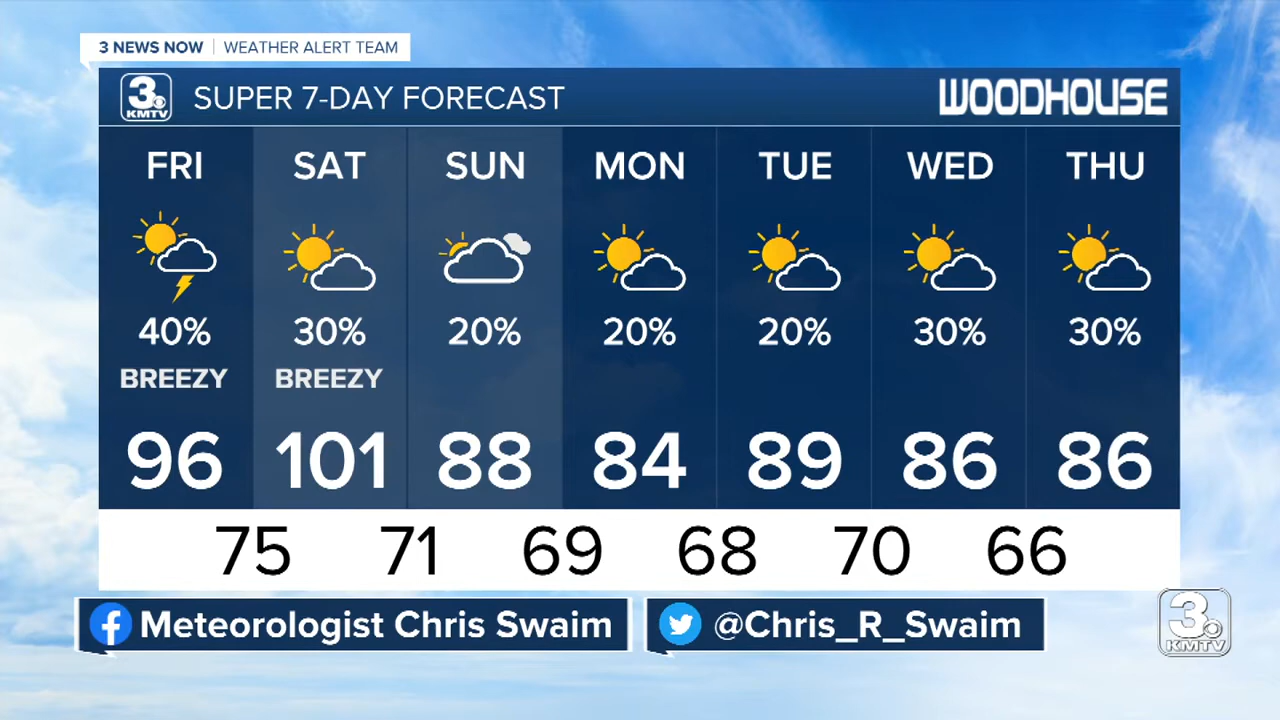 3 NEWS NOW | WEATHER ALERT TEAM
3 KMTV SUPER 7-DAY FORECAST WOODHOUSE
FRI SAT SUN MON TUE WED THU
40% 30% 20% 20% 20% 30% 30%
BREEZY BREEZY
96 101 88 84 89 86 86
75 71 69 68 70 66
f Meteorologist Chris Swaim @Chris_R_Swaim 3 KMTV